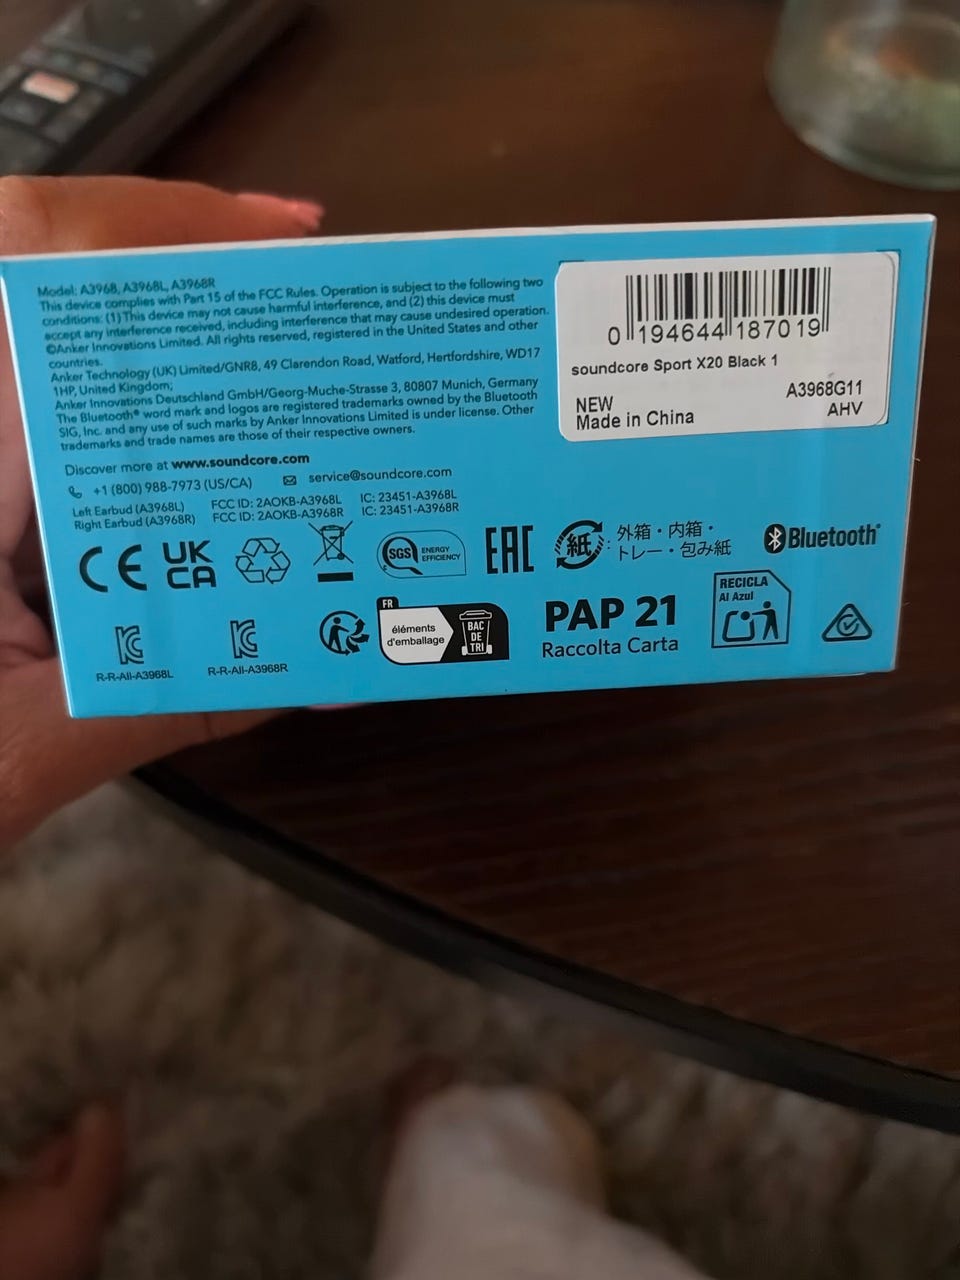 Model: A3968, A3968L, A3968R
This device complies with Part 15 of the FCC Rules. Operation is subject to the following two
conditions: (1) This device may not cause harmful interference, and (2) this device must
accept any interference received, including interference that may cause undesired operation.
©Anker Innovations Limited. All rights reserved, registered in the United States and other
countries.
Anker Technology (UK) Limited/GNR8, 49 Clarendon Road, Watford, Hertfordshire, WD17
1HP, United Kingdom;
Anker Innovations Deutschland GmbH/Georg-Muche-Strasse 3, 80807 Munich, Germany
The Bluetooth® word mark and logos are registered trademarks owned by the Bluetooth
SIG, Inc. and any use of such marks by Anker Innovations Limited is under license. Other
trademarks and trade names are those of their respective owners.
Discover more at www.soundcore.com
+1 (800) 988-7973 (US/CA) service@soundcore.com
Left Earbud (A3968L) FCC ID: 2AOKB-A3968L IC: 23451-A3968L
Right Earbud (A3968R) FCC ID: 2AOKB-A3968R IC: 23451-A3968R
0 194644 187019
soundcore Sport X20 Black 1
A3968G11
NEW AHV
Made in China
CE UK CA SGS ENERGY EFFICIENCY EAC 紙: 外箱・内箱・
トレー・包み紙 Bluetooth®
R-R-AII-A3968L
R-R-AII-A3968R
FR
éléments
d'emballage
BAC
DE
TRI
PAP 21
Raccolta Carta
RECICLA
Al Azul